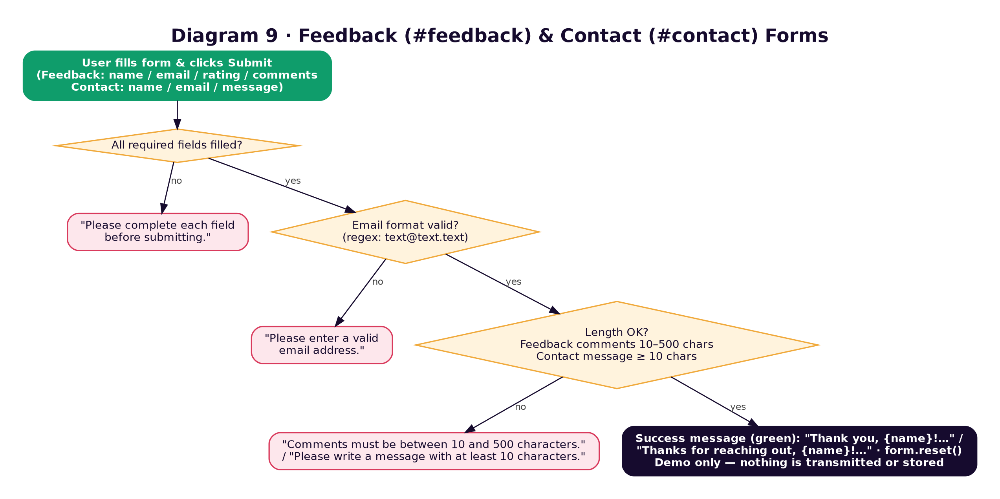 Diagram 9 · Feedback (#feedback) & Contact (#contact) Forms
User fills form & clicks Submit
(Feedback: name / email / rating / comments
Contact: name / email / message)
All required fields filled?
no
yes
"Please complete each field
before submitting."
Email format valid?
(regex: text@text.text)
no
yes
"Please enter a valid
email address."
Length OK?
Feedback comments 10–500 chars
Contact message ≥ 10 chars
no
yes
"Comments must be between 10 and 500 characters."
/ "Please write a message with at least 10 characters."
Success message (green): "Thank you, {name}!…" /
"Thanks for reaching out, {name}!…" · form.reset()
Demo only — nothing is transmitted or stored